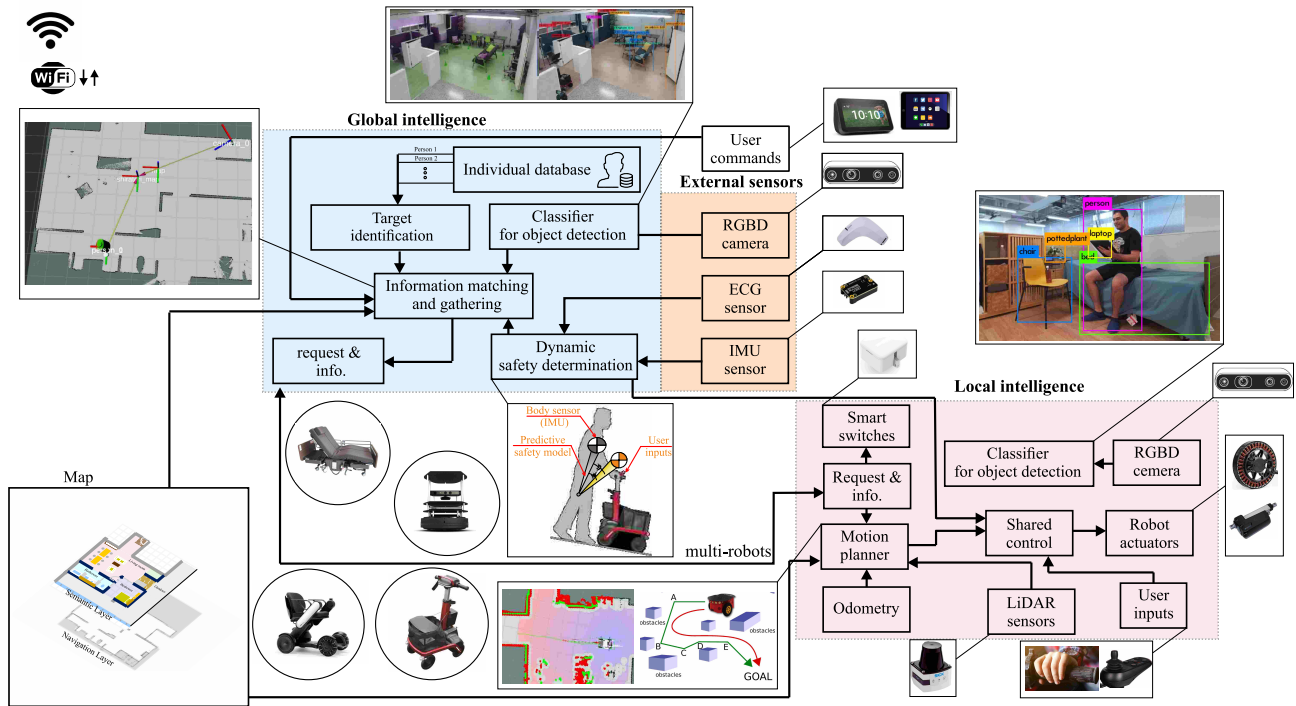 WiFi
Global intelligence
Person 1
Person 2
Individual database
Target
identification
Classifier
for object detection
Information matching
and gathering
request &
info.
Dynamic
safety determination
User
commands
10:10
External sensors
RGBD
camera
ECG
sensor
IMU
sensor
camera_0
person_0
person
pottedplant
laptop
chair
bed
Local intelligence
Smart
switches
Request &
info.
Classifier
for object detection
RGBD
cemera
Motion
planner
Shared
control
Robot
actuators
Odometry
LiDAR
sensors
User
inputs
Body sensor
(IMU)
Predictive
safety model
User
inputs
multi-robots
Map
Semantic Layer
Navigation Layer
A
obstacles
obstacles
B
C
D
E
obstacles
GOAL